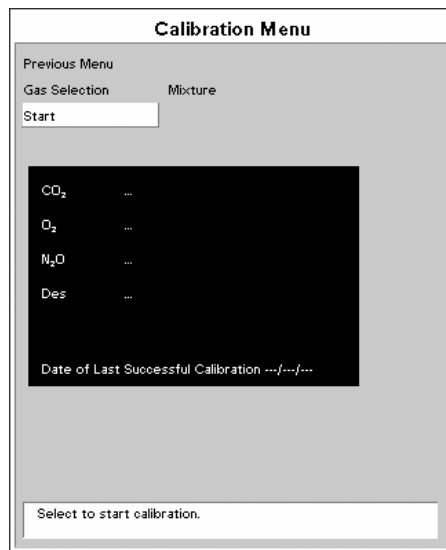 Calibration Menu
Previous Menu
Gas Selection Mixture
Start
CO₂ ...
O₂ ...
N₂O ...
Des ...
Date of Last Successful Calibration ---/---/---
Select to start calibration.